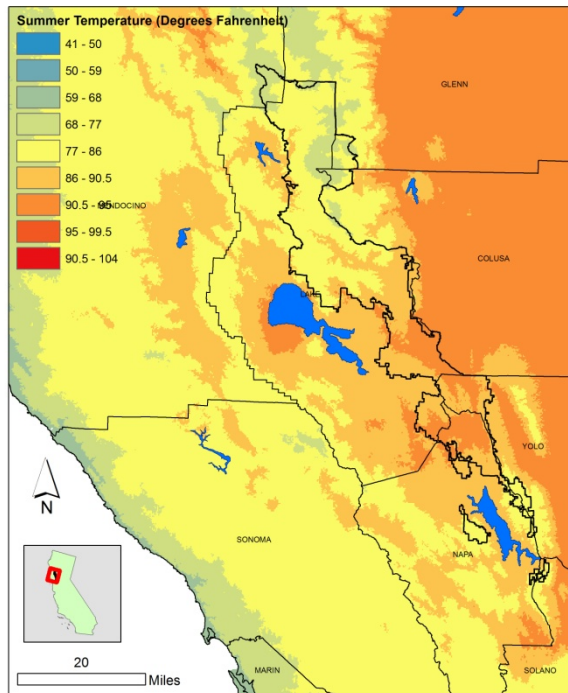 Summer Temperature (Degrees Fahrenheit)
41 - 50
50 - 59
59 - 68
68 - 77
77 - 86
86 - 90.5
90.5 - 95
95 - 99.5
90.5 - 104
GLENN
COLUSA
LAKE
YOLO
SONOMA
NAPA
MARIN
SOLANO
N
20
Miles